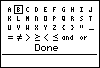 A B C D E F G H I J
K L M N O P Q R S T
U V W X Y Z { } " _
= ≠ > ≥ < ≤ and or
Done